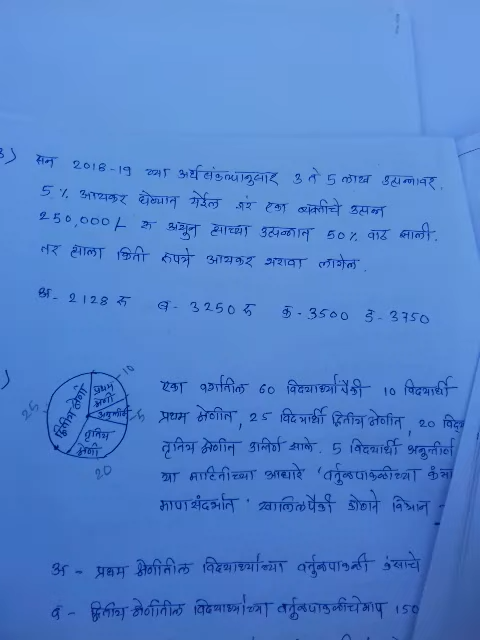 ३) सन 2018-19 च्या अर्थसंकल्पानुसार 3 ते 5 लाख उत्पन्नावर
5 % आयकर घेण्यात येईल जर एका व्यक्तीचे उत्पन्न
250,000/- रु असून त्याच्या उत्पन्नात 50% वाढ झाली.
तर त्याला किती रुपये आयकर भरावा लागेल.
अ - 2128 रु ब - 3250 रु क - 3500 ड - 3750
) एका वर्गातील 60 विद्यार्थ्यांपैकी 10 विद्यार्थी
प्रथम श्रेणीत, 25 विद्यार्थी द्वितीय श्रेणीत, 20
तृतिय श्रेणीत उत्तीर्ण झाले. 5 विद्यार्थी अनुत्तीर्ण
या माहितीच्या आधारे 'वर्तुळपाकळीच्या कंसा
मापासंदर्भात' खालीलपैकी कोणते विधान -
10
प्रथम
श्रेणी
अनुत्तीर्ण
5
द्वितीय श्रेणी
25
तृतिय
श्रेणी
20
अ - प्रथम श्रेणीतील विद्यार्थ्यांच्या वर्तुळपाकळी कंसाचे
ब - द्वितीय श्रेणीतील विद्यार्थ्यांच्या वर्तुळपाकळीचे माप 150